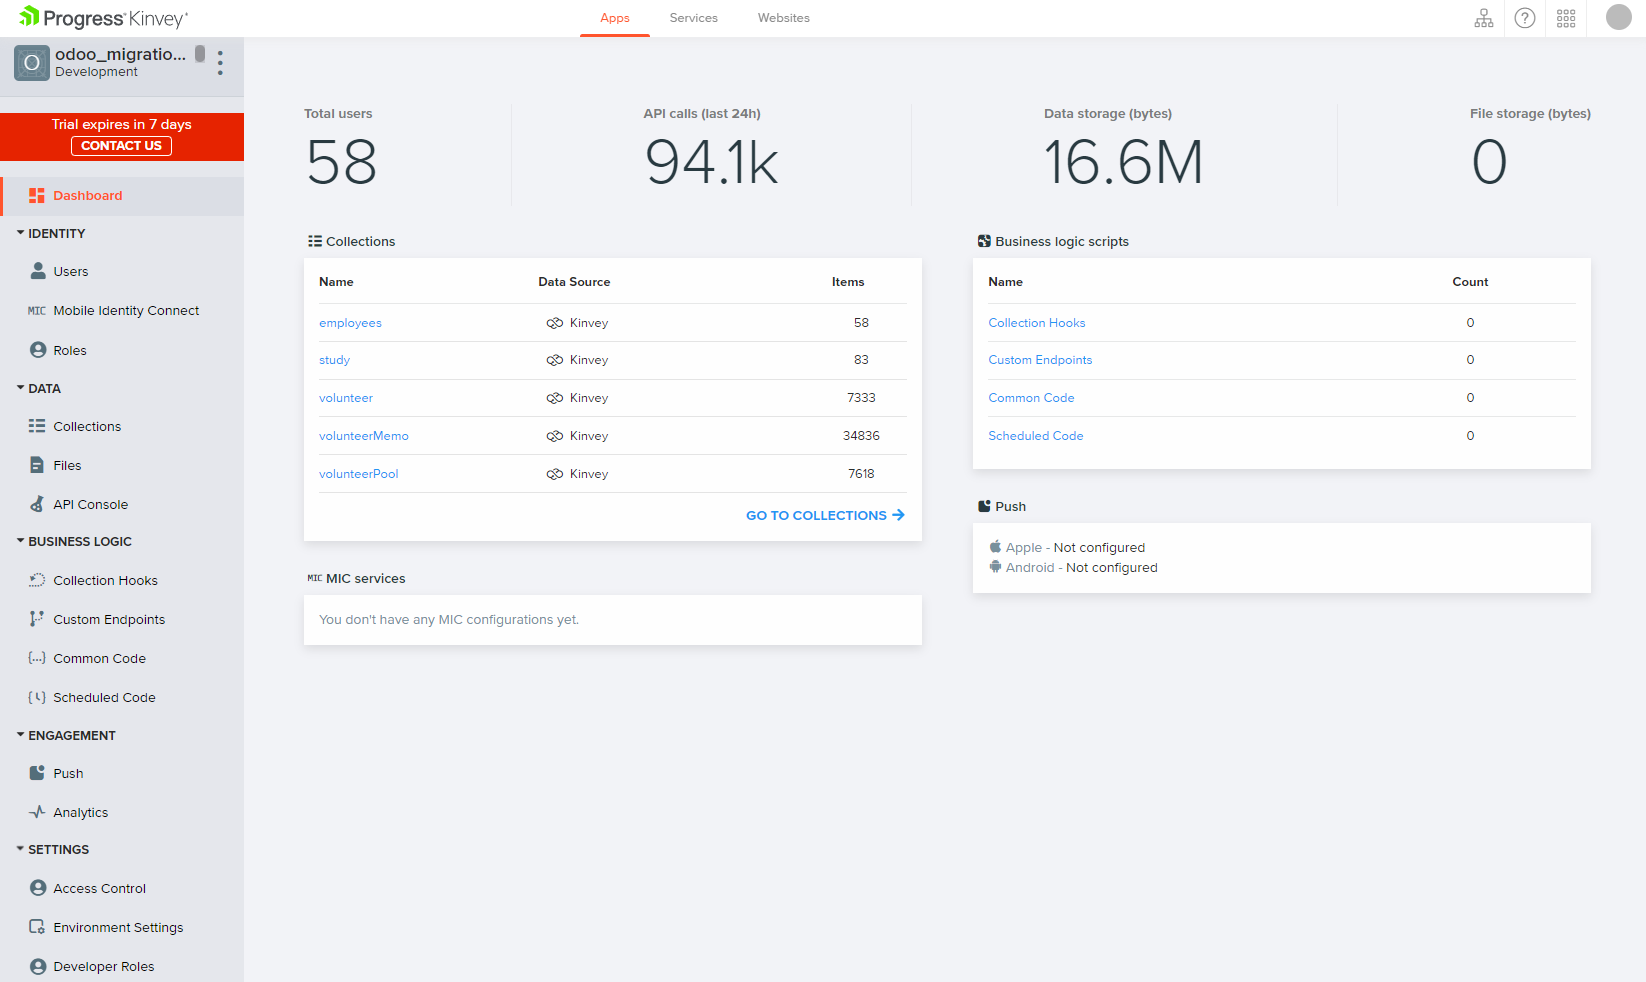 Progress Kinvey
Apps
Services
Websites
O
odoo_migratio...
Development
Trial expires in 7 days
CONTACT US
Dashboard
IDENTITY
Users
MIC Mobile Identity Connect
Roles
DATA
Collections
Files
API Console
BUSINESS LOGIC
Collection Hooks
Custom Endpoints
{...} Common Code
Scheduled Code
ENGAGEMENT
Push
Analytics
SETTINGS
Access Control
Environment Settings
Developer Roles
Total users
58
API calls (last 24h)
94.1k
Data storage (bytes)
16.6M
File storage (bytes)
0
Collections
Name Data Source Items
employees Kinvey 58
study Kinvey 83
volunteer Kinvey 7333
volunteerMemo Kinvey 34836
volunteerPool Kinvey 7618
GO TO COLLECTIONS
MIC MIC services
You don't have any MIC configurations yet.
Business logic scripts
Name Count
Collection Hooks 0
Custom Endpoints 0
Common Code 0
Scheduled Code 0
Push
Apple - Not configured
Android - Not configured